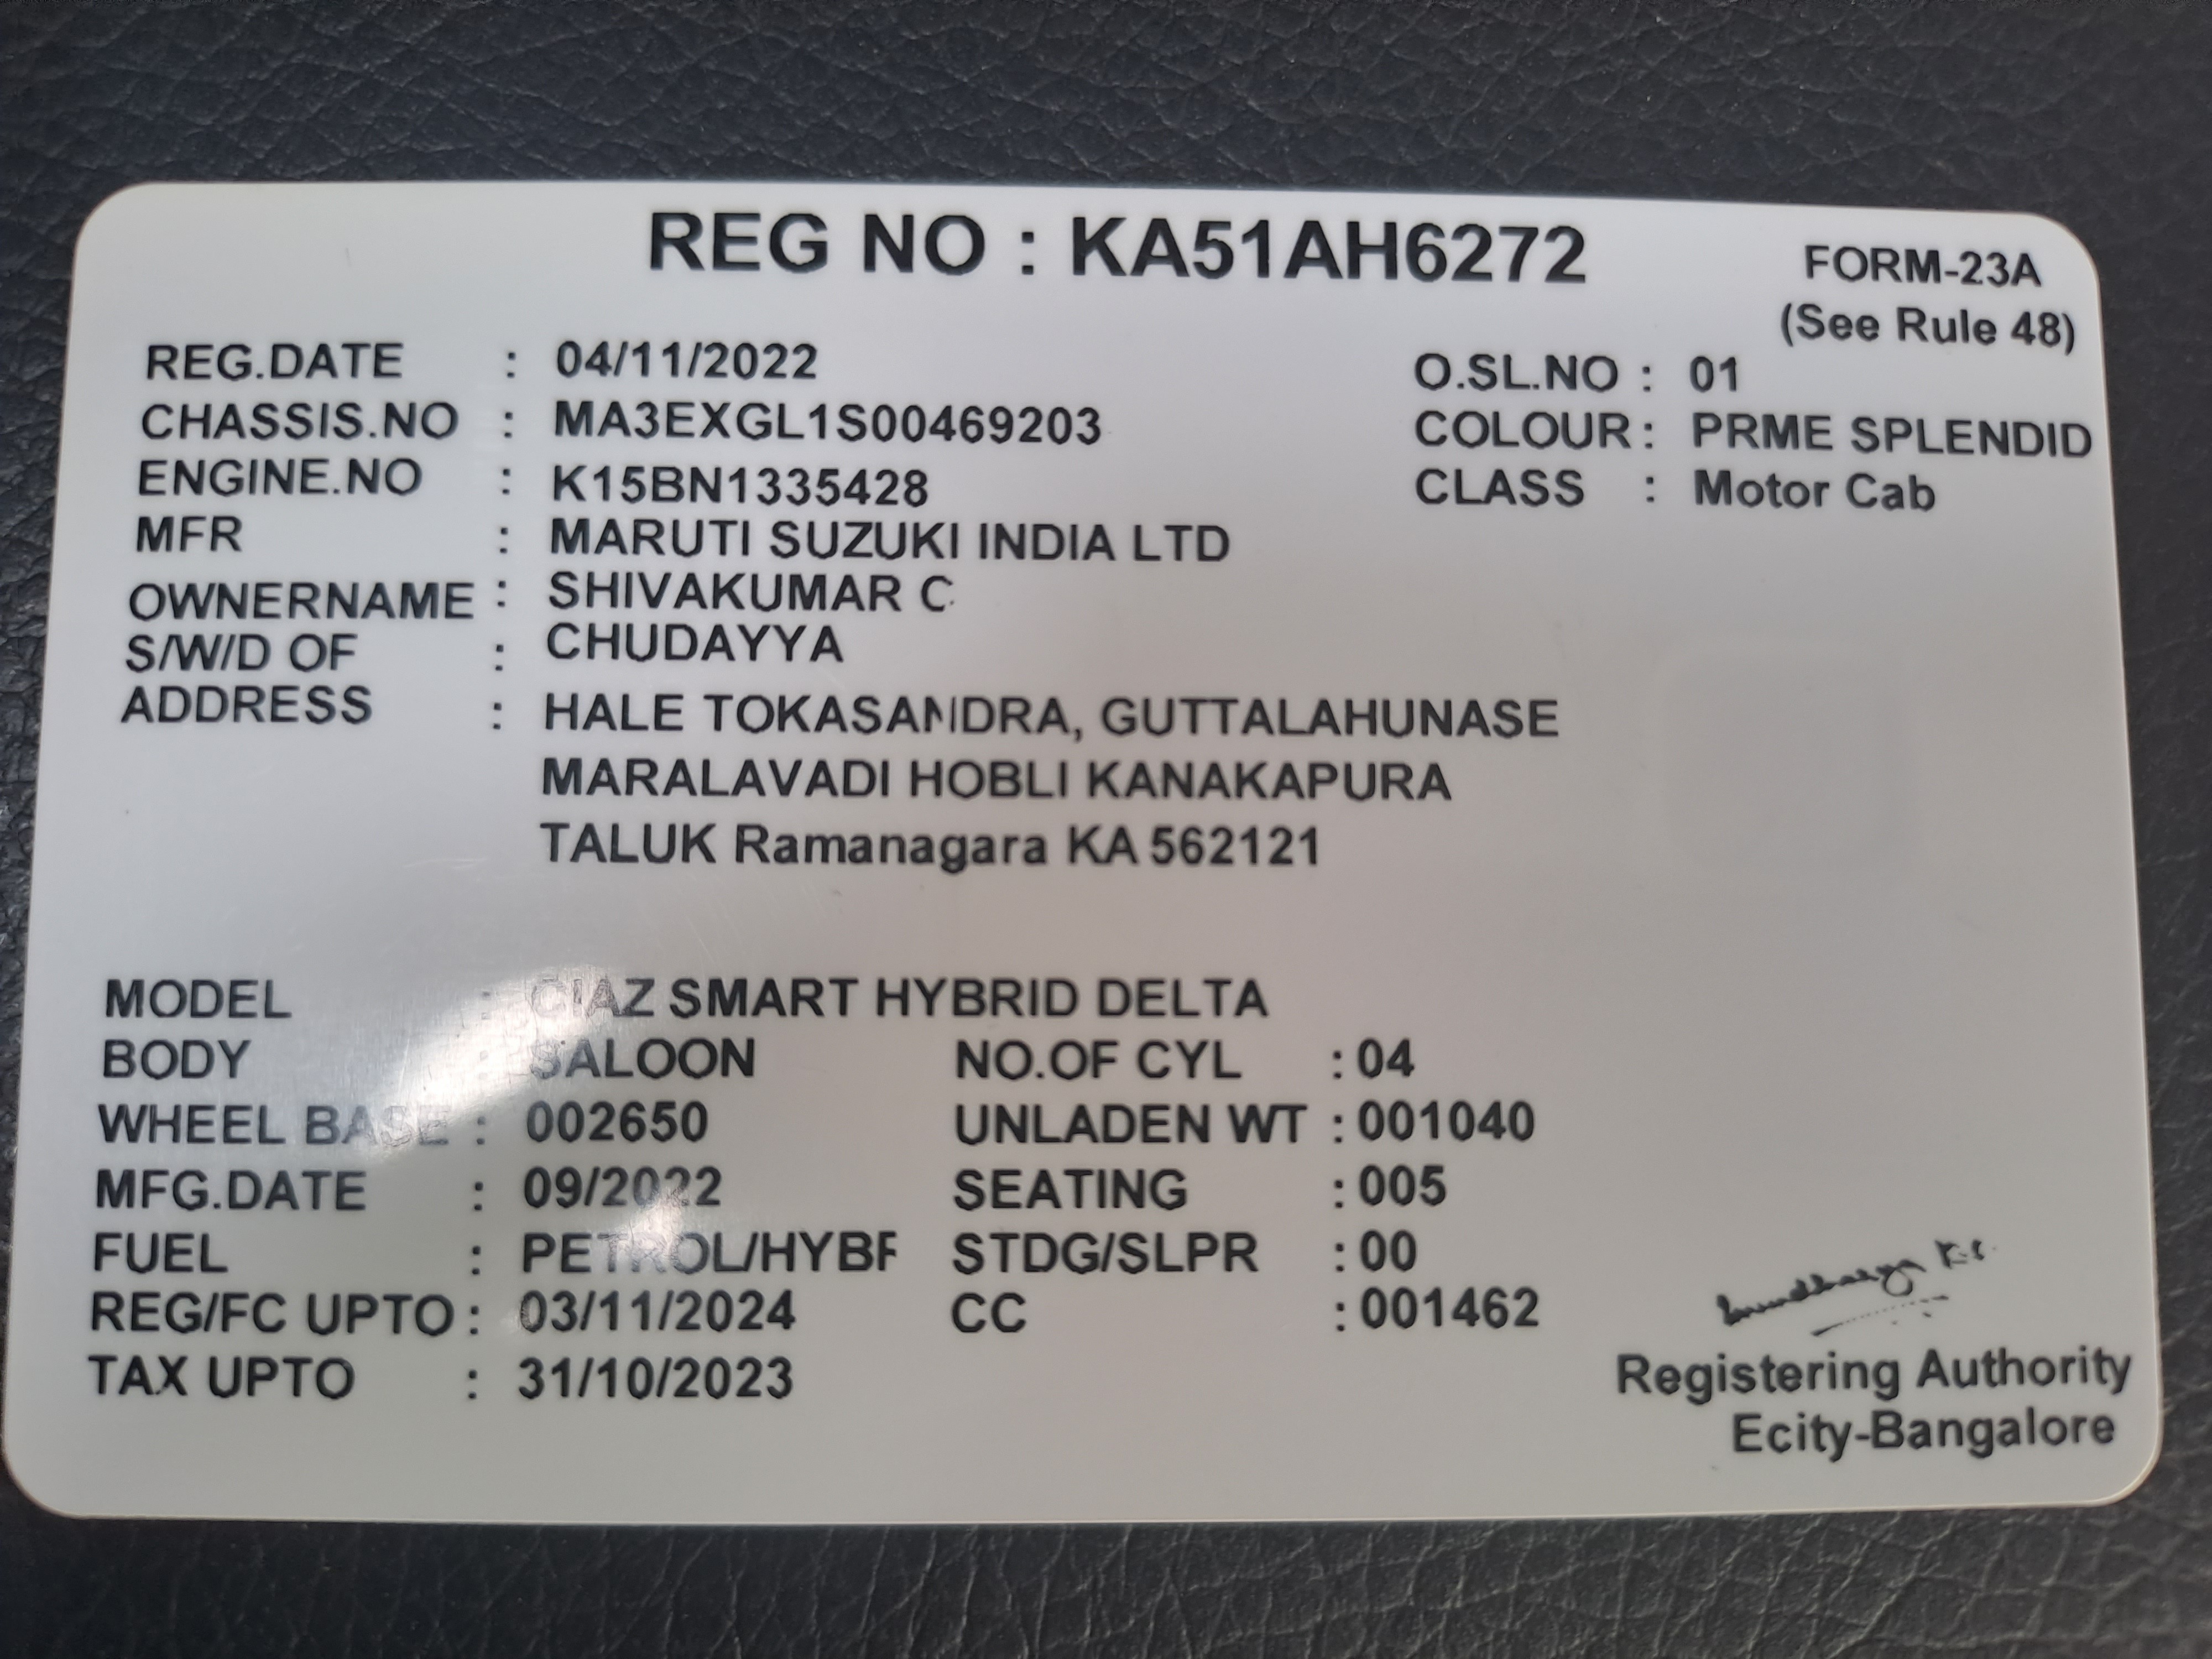 REG NO : KA51AH6272
FORM-23A
(See Rule 48)
REG.DATE : 04/11/2022
O.SL.NO : 01
CHASSIS.NO : MA3EXGL1S00469203
COLOUR : PRME SPLENDID
ENGINE.NO : K15BN1335428
CLASS : Motor Cab
MFR : MARUTI SUZUKI INDIA LTD
OWNERNAME : SHIVAKUMAR C
S/W/D OF : CHUDAYYA
ADDRESS : HALE TOKASANDRA, GUTTALAHUNASE
MARALAVADI HOBLI KANAKAPURA
TALUK Ramanagara KA 562121
MODEL : CIAZ SMART HYBRID DELTA
BODY : SALOON NO.OF CYL : 04
WHEEL BASE : 002650 UNLADEN WT : 001040
MFG.DATE : 09/2022 SEATING : 005
FUEL : PETROL/HYBR STDG/SLPR : 00
REG/FC UPTO : 03/11/2024 CC : 001462
TAX UPTO : 31/10/2023
Registering Authority
Ecity-Bangalore